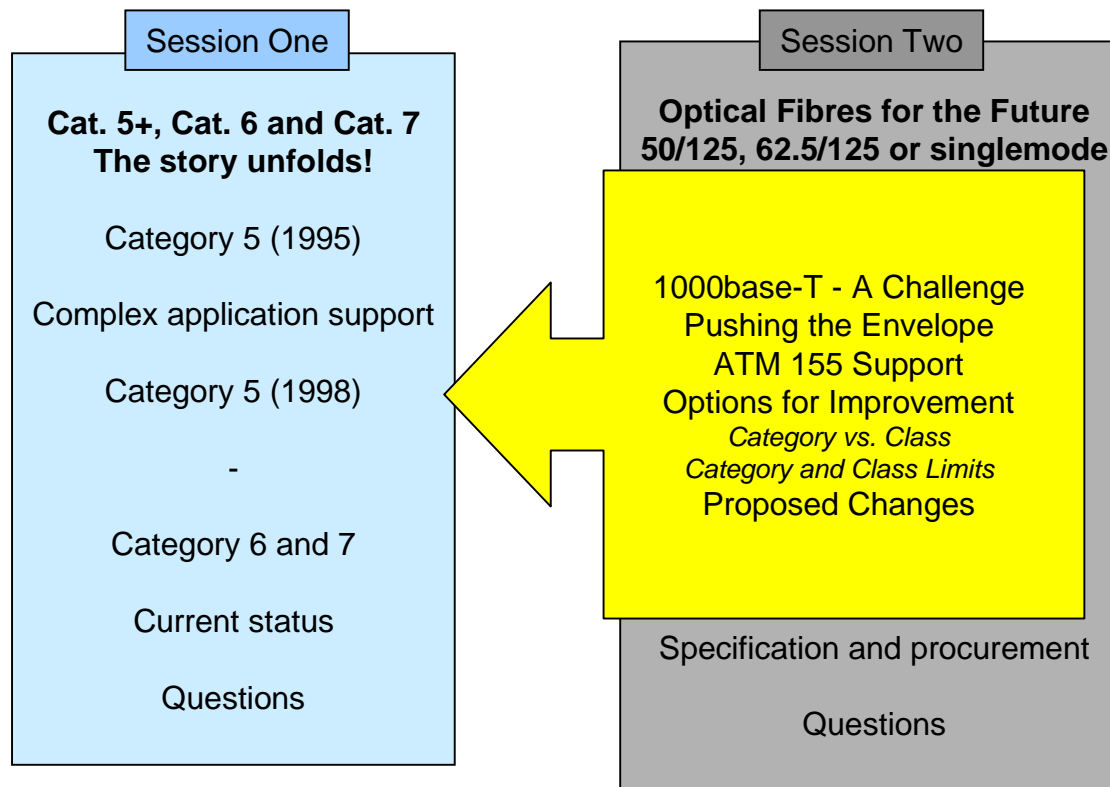 Session One
Cat. 5+, Cat. 6 and Cat. 7
The story unfolds!
Category 5 (1995)
Complex application support
Category 5 (1998)
-
Category 6 and 7
Current status
Questions
Session Two
Optical Fibres for the Future
50/125, 62.5/125 or singlemode
1000base-T - A Challenge
Pushing the Envelope
ATM 155 Support
Options for Improvement
Category vs. Class
Category and Class Limits
Proposed Changes
Specification and procurement
Questions